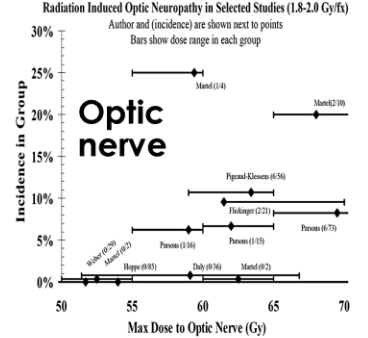 Radiation Induced Optic Neuropathy in Selected Studies (1.8-2.0 Gy/fx)
Author and (incidence) are shown next to points
Bars show dose range in each group
30%
25%
20%
15%
10%
5%
0%
Incidence in Group
Optic
nerve
Martel (1/4)
Martel(2/10)
Pigeaud-Klessens (6/56)
Flickinger (2/21)
Parsons (6/73)
Parsons (1/16)
Parsons (1/15)
Weber (0/29)
Martel (0/2)
Hoppe (0/85)
Daly (0/36)
Martel (0/2)
50
55
60
65
70
Max Dose to Optic Nerve (Gy)